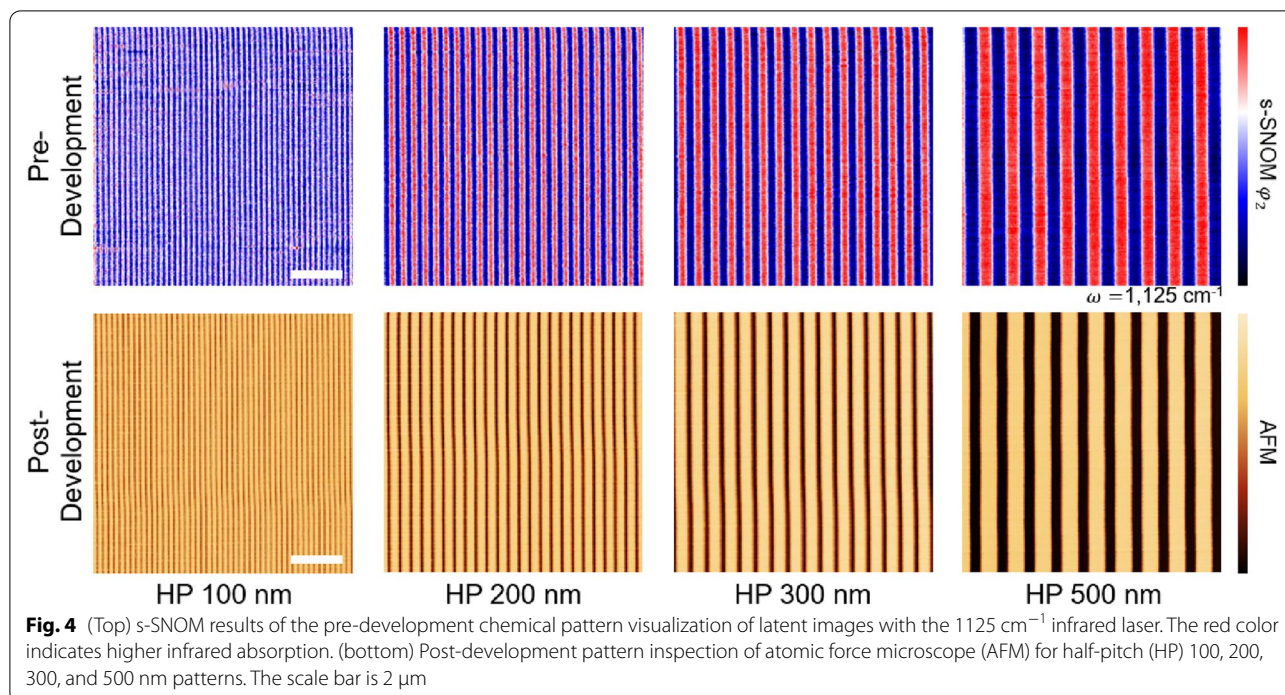 Pre-
Development
s-SNOM φ₂
ω =1,125 cm⁻¹
Post-
Development
AFM
HP 100 nm
HP 200 nm
HP 300 nm
HP 500 nm
Fig. 4 (Top) s-SNOM results of the pre-development chemical pattern visualization of latent images with the 1125 cm⁻¹ infrared laser. The red color
indicates higher infrared absorption. (bottom) Post-development pattern inspection of atomic force microscope (AFM) for half-pitch (HP) 100, 200,
300, and 500 nm patterns. The scale bar is 2 μm